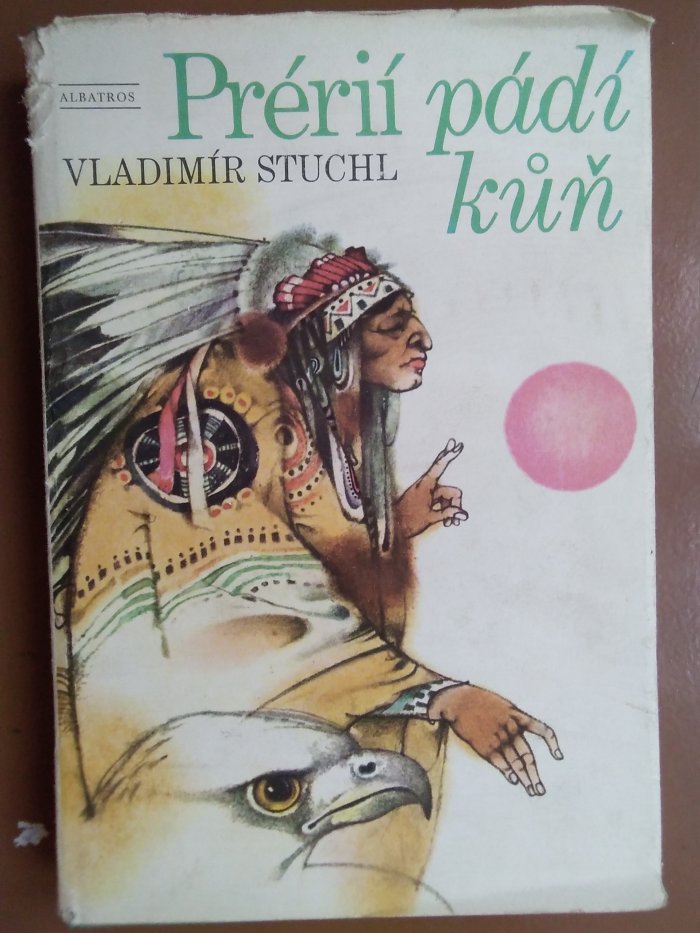 Prérií pádí
kůň
ALBATROS
VLADIMÍR STUCHL